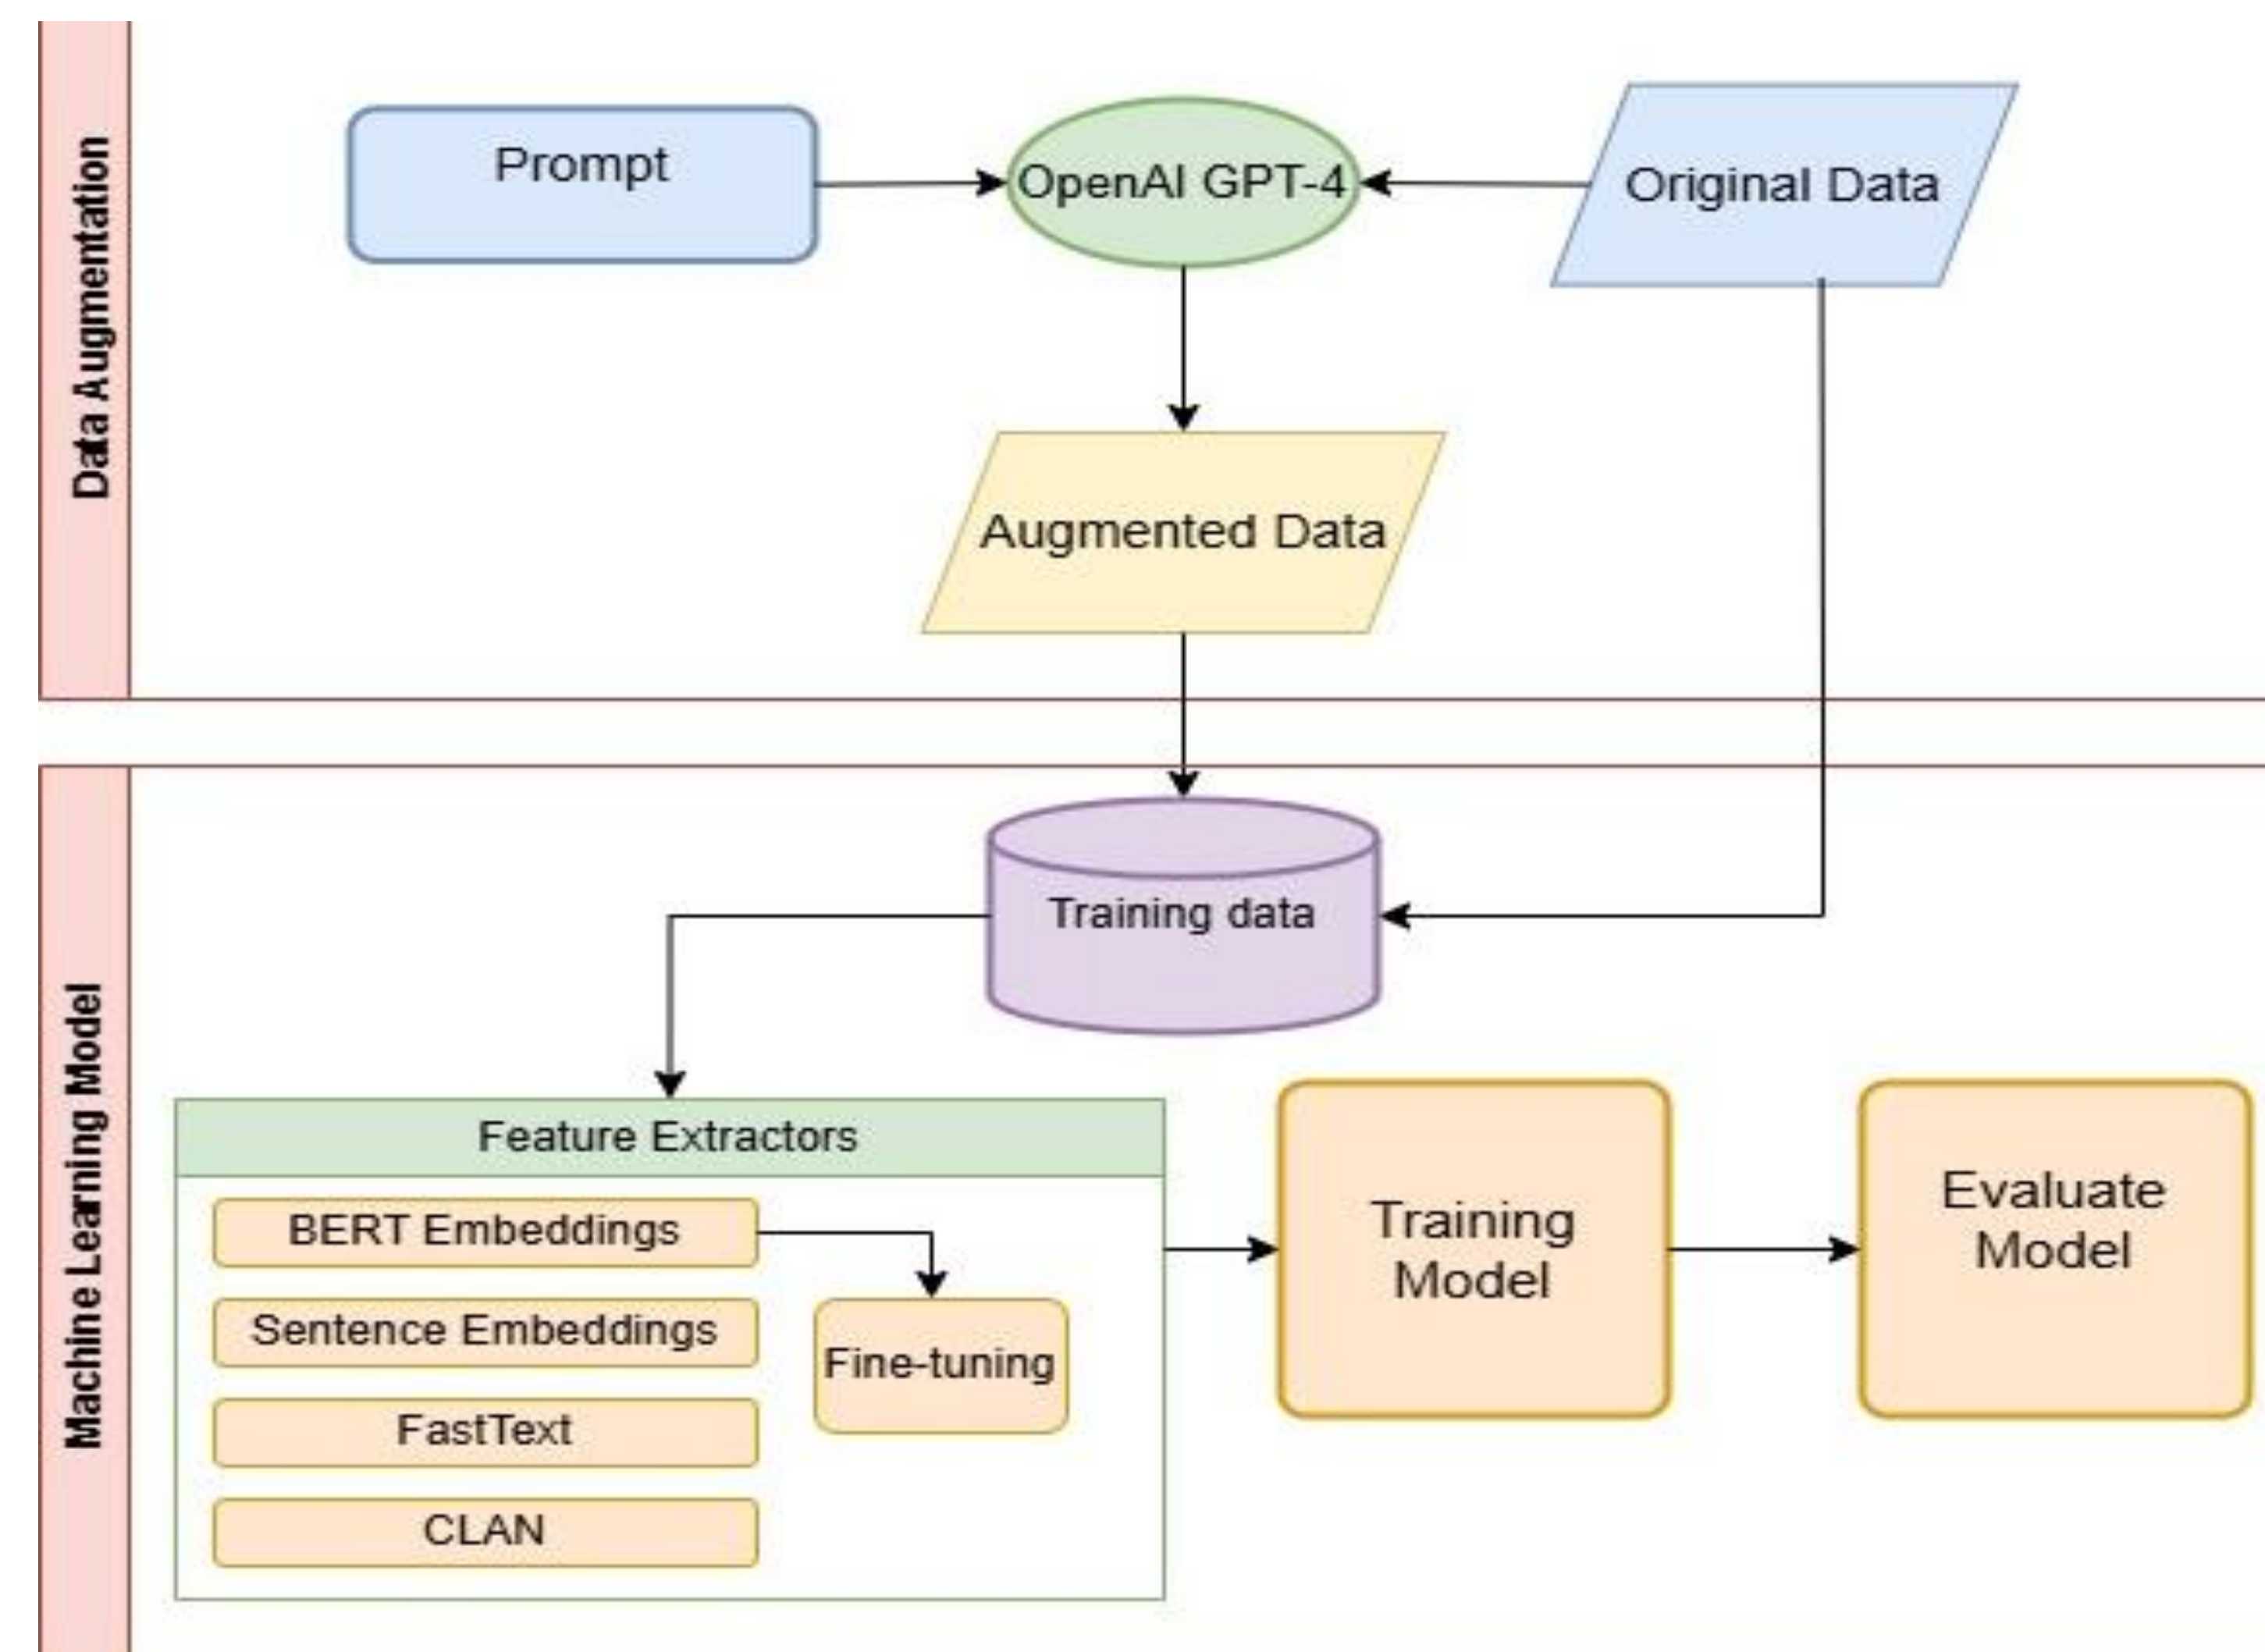 Data Augmentation
Prompt
OpenAI GPT-4
Original Data
Augmented Data
Machine Learning Model
Training data
Feature Extractors
BERT Embeddings
Sentence Embeddings
FastText
CLAN
Fine-tuning
Training
Model
Evaluate
Model